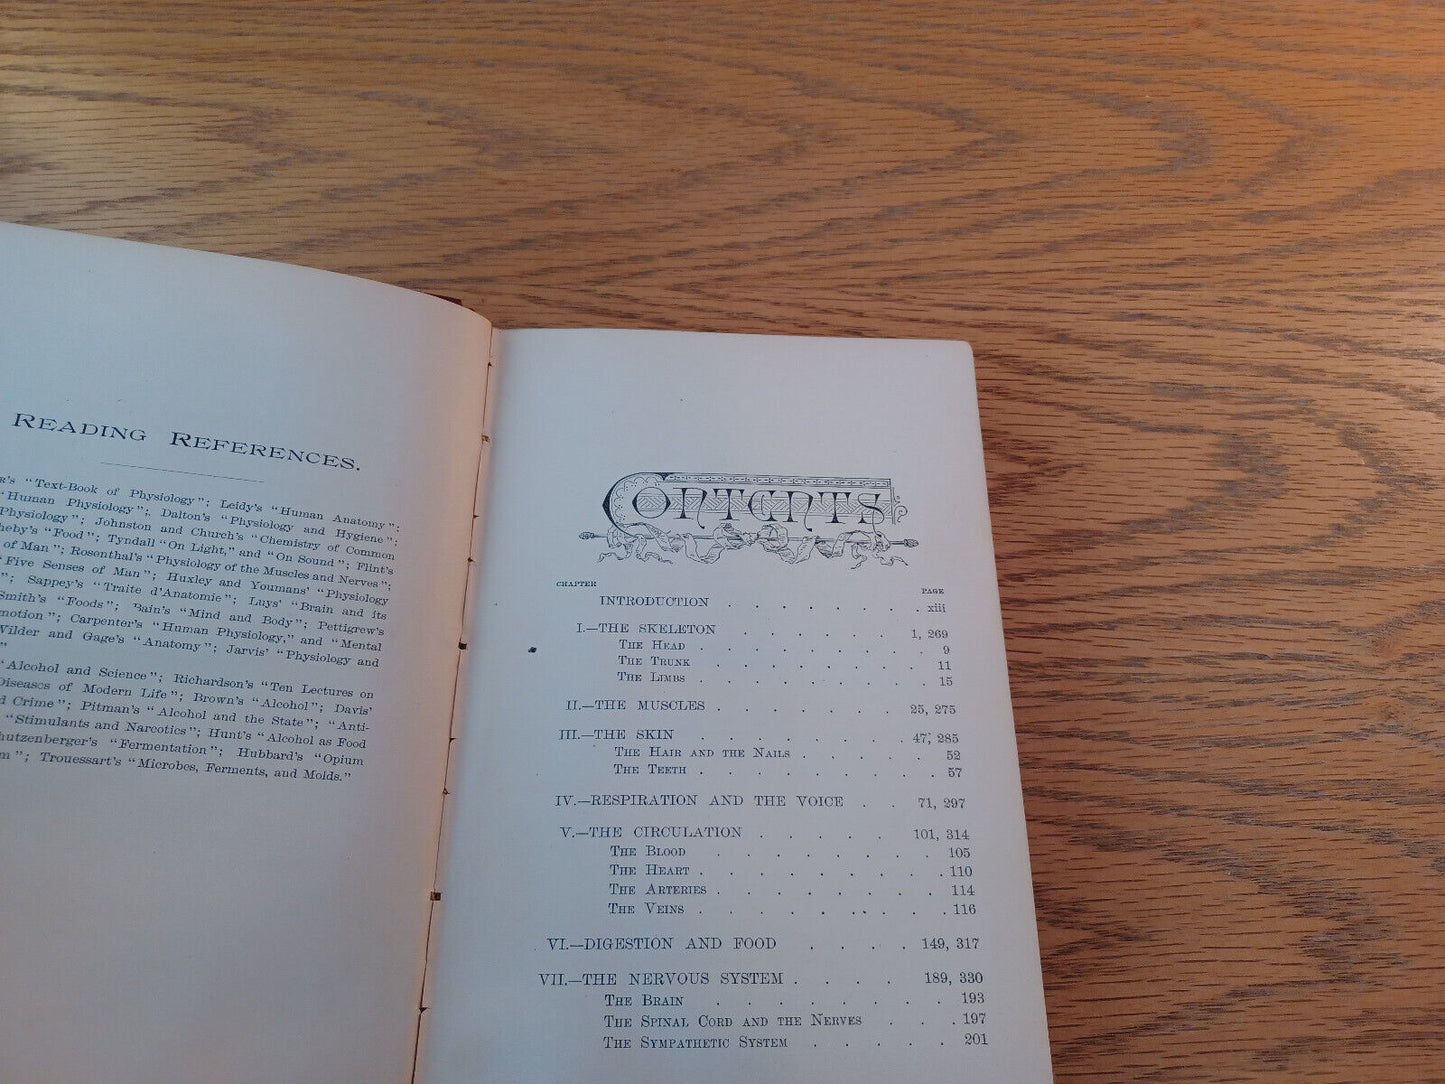 READING REFERENCES.
'S "Text-Book of Physiology"; Leidy's "Human Anatomy";
"Human Physiology"; Dalton's "Physiology and Hygiene";
Physiology"; Johnston and Church's "Chemistry of Common
"Food"; Tyndall "On Light," and "On Sound"; Flint's
of Man"; Rosenthal's "Physiology of the Muscles and Nerves";
"Five Senses of Man"; Huxley and Youmans' "Physiology
"; Sappey's "Traite d'Anatomie"; Luys' "Brain and its
Smith's "Foods"; Bain's "Mind and Body"; Pettigrew's
Carpenter's "Human Physiology," and "Mental
Wilder and Gage's "Anatomy"; Jarvis' "Physiology and
"
"Alcohol and Science"; Richardson's "Ten Lectures on
Diseases of Modern Life"; Brown's "Alcohol"; Davis'
Crime"; Pitman's "Alcohol and the State"; "Anti-
"Stimulants and Narcotics"; Hunt's "Alcohol as Food
"Fermentation"; Hubbard's "Opium
"; Trouessart's "Microbes, Ferments, and Molds."
CONTENTS
CHAPTER PAGE
INTRODUCTION . . . . . . . . xiii
I.—THE SKELETON . . . . . . 1, 269
THE HEAD . . . . . . . . . 9
THE TRUNK . . . . . . . . 11
THE LIMBS . . . . . . . . 15
II.—THE MUSCLES . . . . . . . 25, 275
III.—THE SKIN . . . . . . . 47, 285
THE HAIR AND THE NAILS . . . . . 52
THE TEETH . . . . . . . . . 57
IV.—RESPIRATION AND THE VOICE . . 71, 297
V.—THE CIRCULATION . . . . . 101, 314
THE BLOOD . . . . . . . . 105
THE HEART . . . . . . . . 110
THE ARTERIES . . . . . . . . 114
THE VEINS . . . . . . . . . 116
VI.—DIGESTION AND FOOD . . . . 149, 317
VII.—THE NERVOUS SYSTEM . . . . 189, 330
THE BRAIN . . . . . . . . 193
THE SPINAL CORD AND THE NERVES . . . 197
THE SYMPATHETIC SYSTEM . . . . . 201